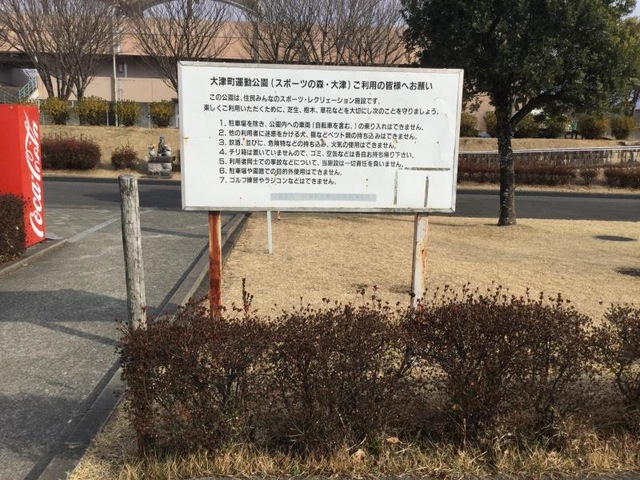 大津町運動公園(スポーツの森・大津)ご利用の皆様へお願い
この公園は、住民みんなのスポーツ・レクリェーション施設です。
楽しくご利用いただくために、芝生、樹木、草花などを大切にし次のことを守りましょう。
1. 駐車場を除き、公園内への車両(自転車を含む。)の乗り入れはできません。
2. 他の利用者に迷惑をかける犬、猫などペット類の持ち込みはできません。
3. 飲酒、並びに、危険物などの持ち込み、火気の使用はできません。
4. チリ箱は置いていませんので、ゴミ、空缶などは各自お持ち帰り下さい。
5. 利用者同士での事故などについて、当施設は一切責任を負いません。
6. 駐車場や園路での目的外使用はできません。
7. ゴルフ練習やラジコンなどはできません。
Coca-Cola